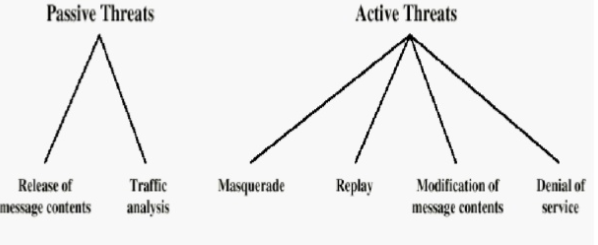 Passive Threats
Active Threats
Release of
message contents
Traffic
analysis
Masquerade
Replay
Modification of
message contents
Denial of
service